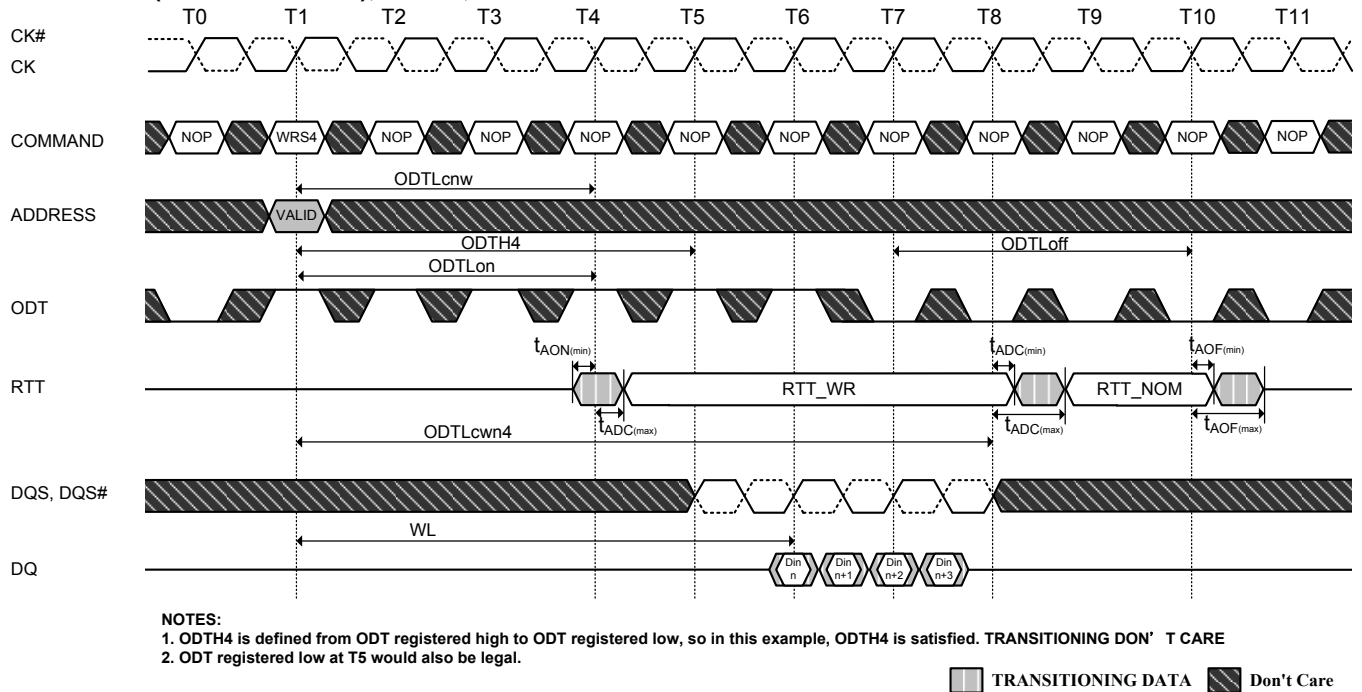 T0 T1 T2 T3 T4 T5 T6 T7 T8 T9 T10 T11
CK#
CK
COMMAND NOP WRS4 NOP NOP NOP NOP NOP NOP NOP NOP NOP NOP
ODTLcnw
ADDRESS VALID
ODTH4 ODTLoff
ODTLon
ODT
tAON(min) tADC(min) tAOF(min)
RTT RTT_WR RTT_NOM
tADC(max) tADC(max) tAOF(max)
ODTLcwn4
DQS, DQS#
WL
DQ Din n Din n+1 Din n+2 Din n+3
NOTES:
1. ODTH4 is defined from ODT registered high to ODT registered low, so in this example, ODTH4 is satisfied. TRANSITIONING DON’ T CARE
2. ODT registered low at T5 would also be legal.
TRANSITIONING DATA Don't Care